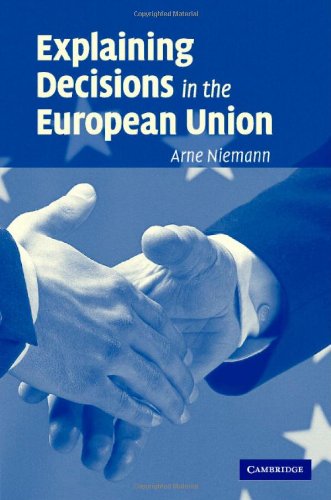 Explaining
Decisions in the
European Union
Arne Niemann
CAMBRIDGE